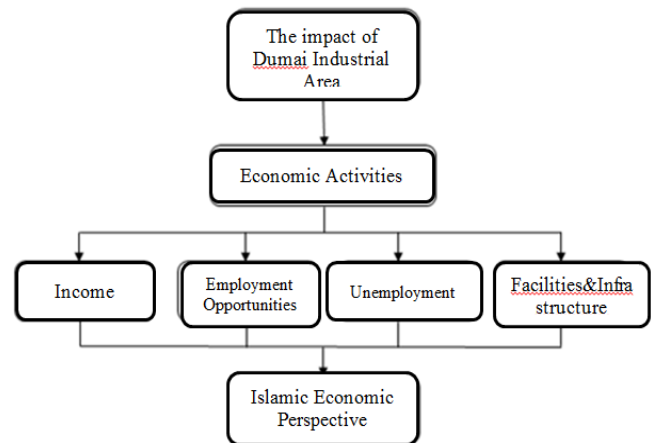 The impact of
Dumai Industrial
Area
Economic Activities
Income
Employment
Opportunities
Unemployment
Facilities&Infra
structure
Islamic Economic
Perspective